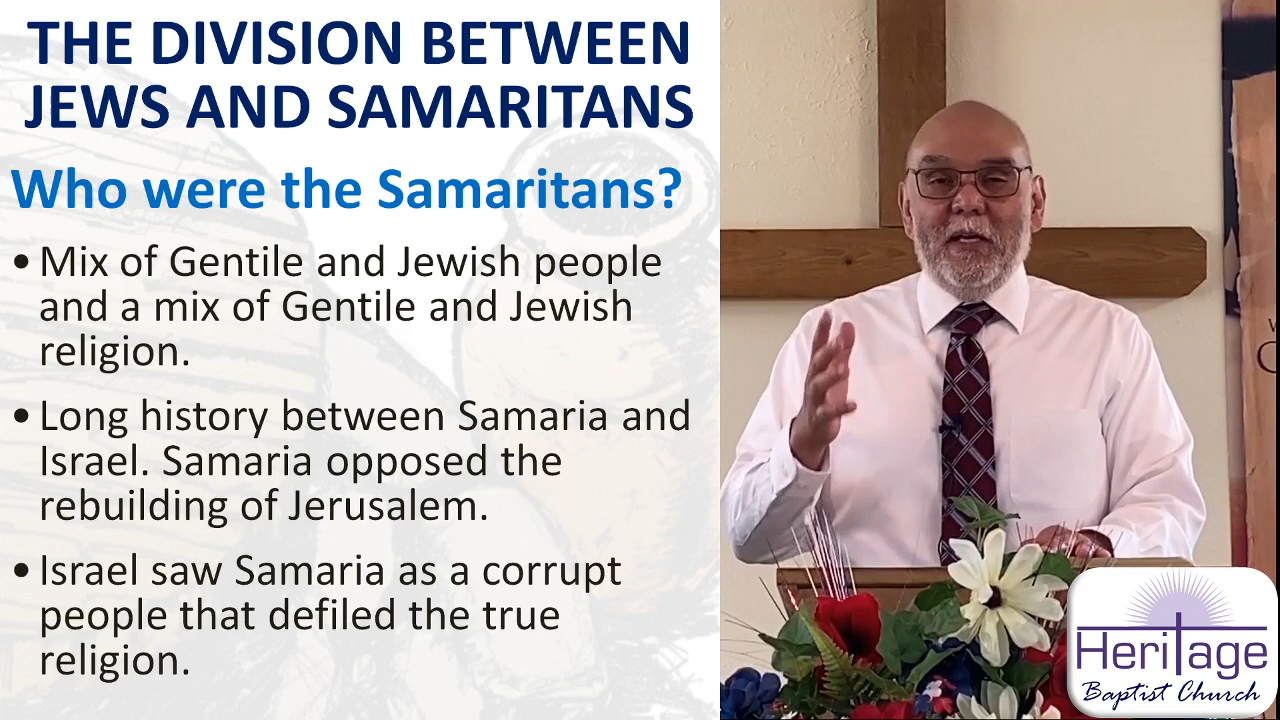 THE DIVISION BETWEEN
JEWS AND SAMARITANS
Who were the Samaritans?
• Mix of Gentile and Jewish people
and a mix of Gentile and Jewish
religion.
• Long history between Samaria and
Israel. Samaria opposed the
rebuilding of Jerusalem.
• Israel saw Samaria as a corrupt
people that defiled the true
religion.
Heritage
Baptist Church